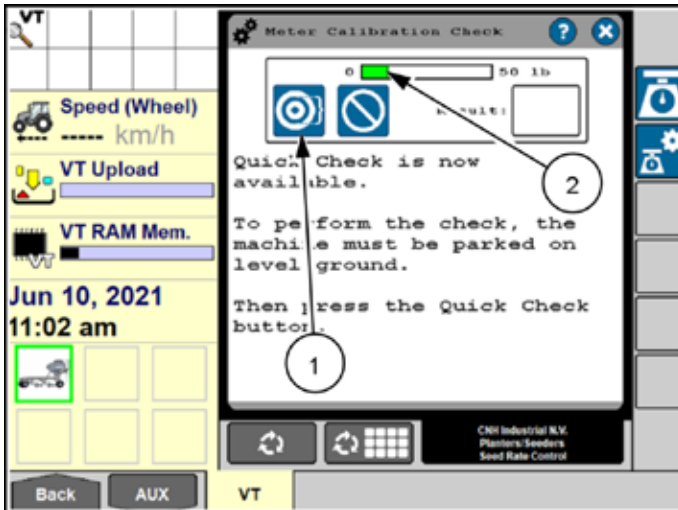 VT
Meter Calibration Check
?
0
50 lb
Speed (Wheel)
----- km/h
Result:
VT Upload
Quick Check is now
available.
2
VT RAM Mem.
VT
To perform the check, the
machine must be parked on
level ground.
Jun 10, 2021
11:02 am
Then press the Quick Check
button.
1
CNH Industrial N.V.
Planters/Seeders
Seed Rate Control
Back
AUX
VT